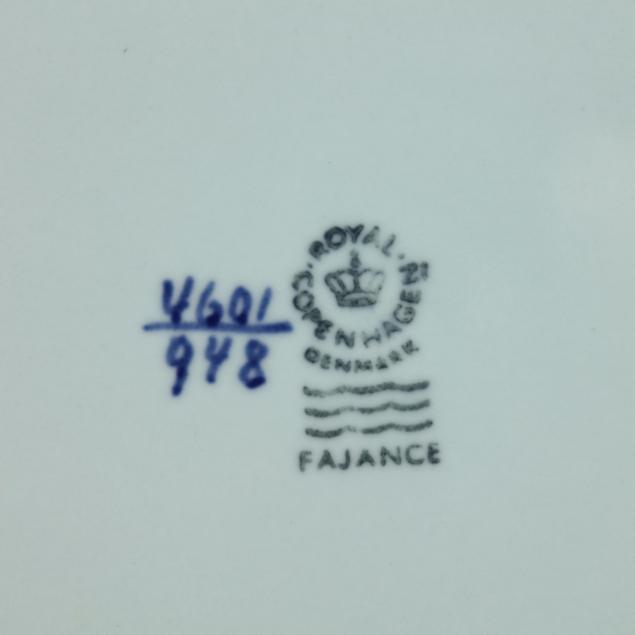 4601
948
ROYAL
COPENHAGEN
DENMARK
FAJANCE